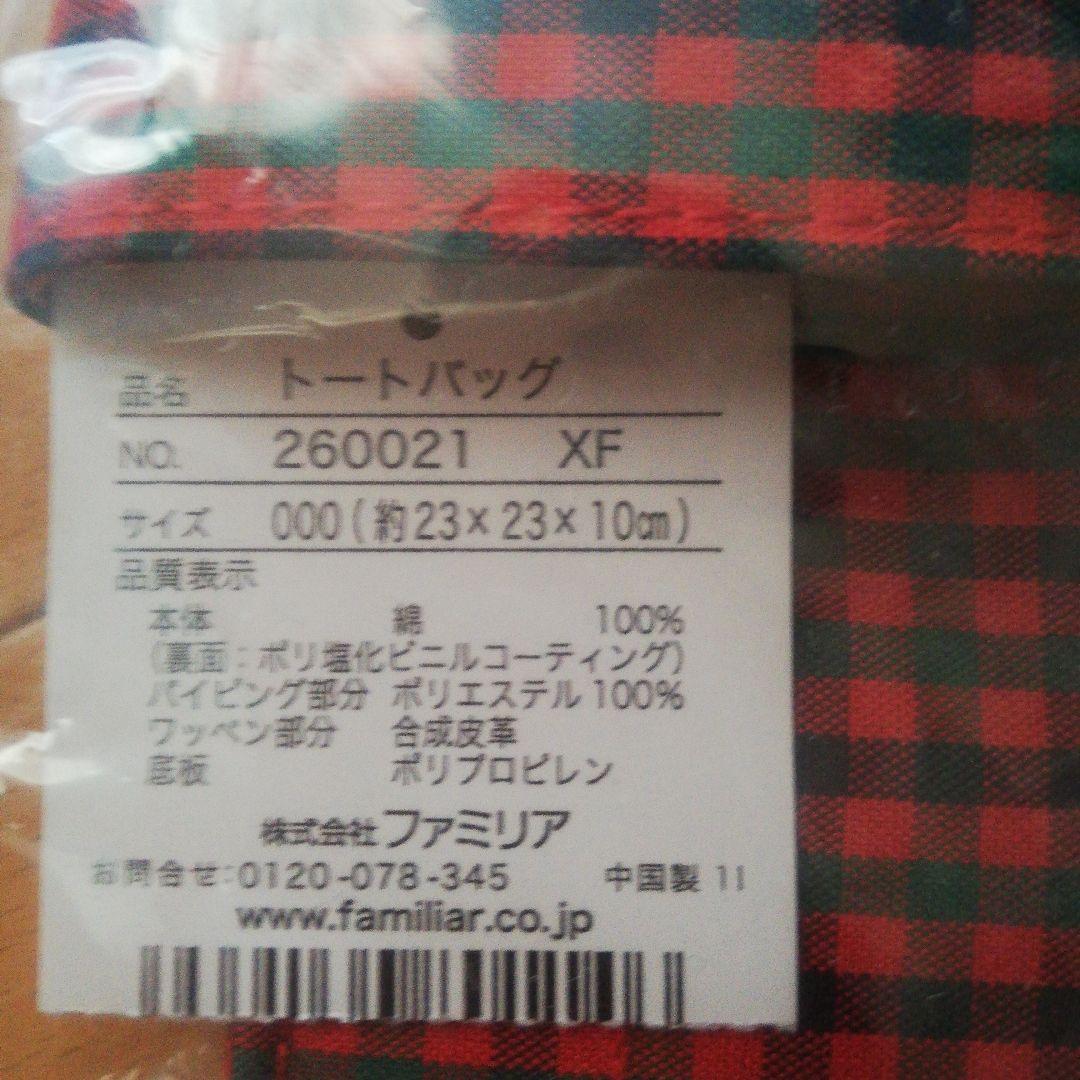 品名 トートバッグ
NO. 260021 XF
サイズ 000(約23×23×10cm)
品質表示
本体 綿 100%
(裏面:ポリ塩化ビニルコーティング)
パイピング部分 ポリエステル100%
ワッペン部分 合成皮革
底板 ポリプロピレン
株式会社ファミリア
お問合せ:0120-078-345 中国製 11
www.familiar.co.jp